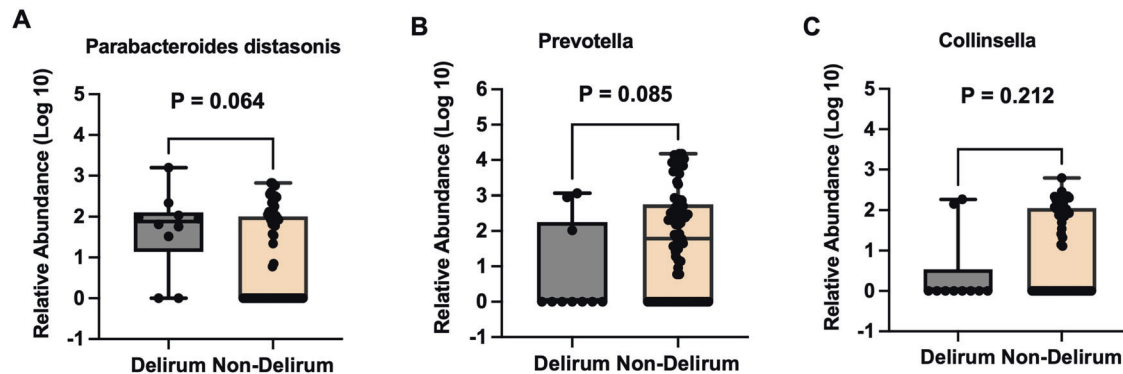 A
Parabacteroides distasonis
P = 0.064
Relative Abundance (Log 10)
5
4
3
2
1
0
-1
Delirum Non-Delirum
B
Prevotella
P = 0.085
Relative Abundance (Log 10)
6
5
4
3
2
1
0
-1
Delirum Non-Delirum
C
Collinsella
P = 0.212
Relative Abundance (Log 10)
5
4
3
2
1
0
-1
Delirum Non-Delirum